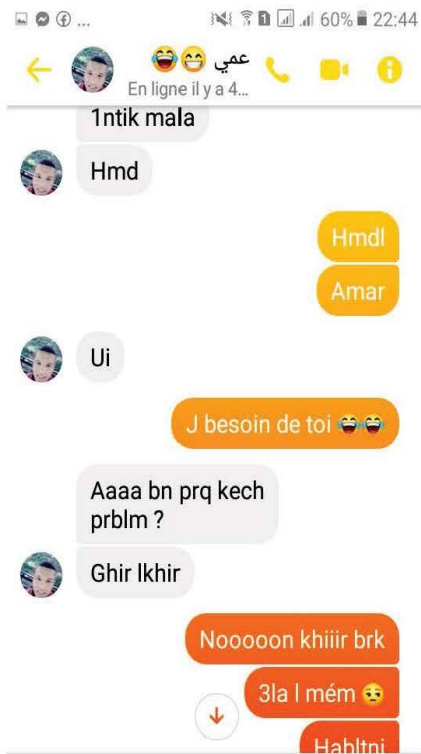 ... 60% 22:44
😂😁 عمي
En ligne il y a 4...
1ntik mala
Hmd
Hmdl
Amar
Ui
J besoin de toi 😂😂
Aaaa bn prq kech
prblm ?
Ghir lkhir
Nooooon khiiir brk
3la l mém 😒
Habltni